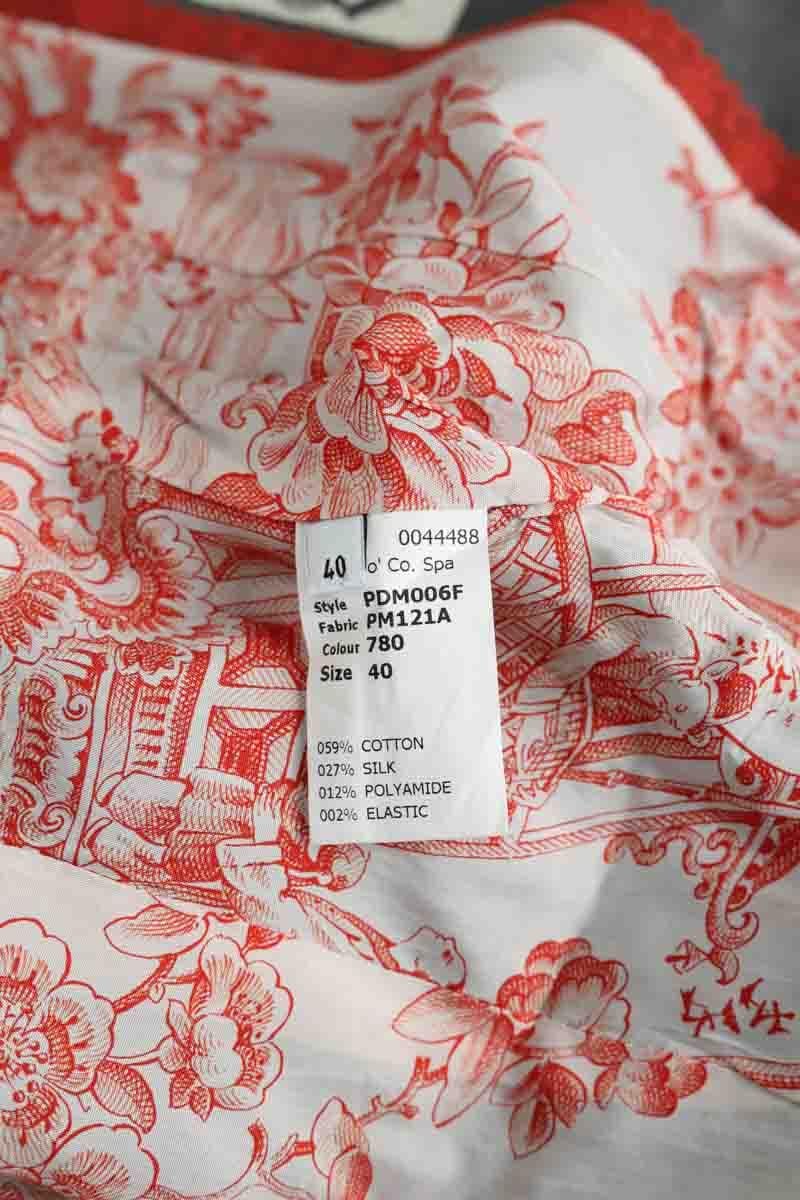 0044488
40 o' Co. Spa
Style PDM006F
Fabric PM121A
Colour 780
Size 40
059% COTTON
027% SILK
012% POLYAMIDE
002% ELASTIC